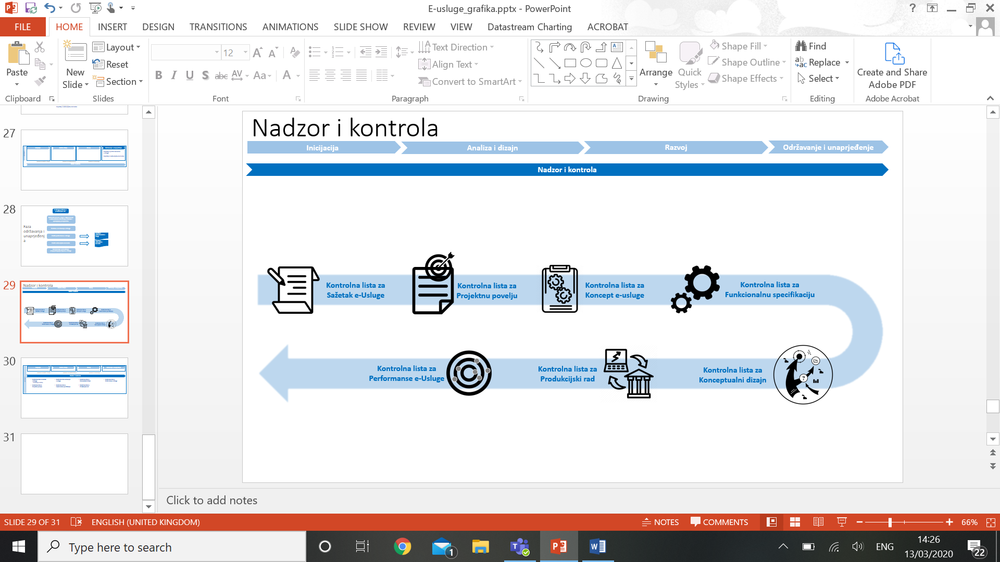 E-usluge_grafika.pptx - PowerPoint
FILE HOME INSERT DESIGN TRANSITIONS ANIMATIONS SLIDE SHOW REVIEW VIEW Datastream Charting ACROBAT
Paste
New Slide
Layout
Reset
Section
12
B I U S abc AV Aa A
Text Direction
Align Text
Convert to SmartArt
Arrange
Quick Styles
Shape Fill
Shape Outline
Shape Effects
Find
Replace
Select
Create and Share Adobe PDF
Clipboard Slides Font Paragraph Drawing Editing Adobe Acrobat
27
28
Faza
održavanja i
unaprjeđenj
a
29
Nadzor i kontrola
30
31
Nadzor i kontrola
Inicijacija Analiza i dizajn Razvoj Održavanje i unaprjeđenje
Nadzor i kontrola
Kontrolna lista za
Sažetak e-Usluge
Kontrolna lista za
Projektnu povelju
Kontrolna lista za
Koncept e-usluge
Kontrolna lista za
Funkcionalnu specifikaciju
Kontrolna lista za
Performanse e-Usluge
Kontrolna lista za
Produkcijski rad
Kontrolna lista za
Konceptualni dizajn
Click to add notes
SLIDE 29 OF 31 ENGLISH (UNITED KINGDOM) NOTES COMMENTS 66%
Type here to search
1
ENG
14:26
13/03/2020
22